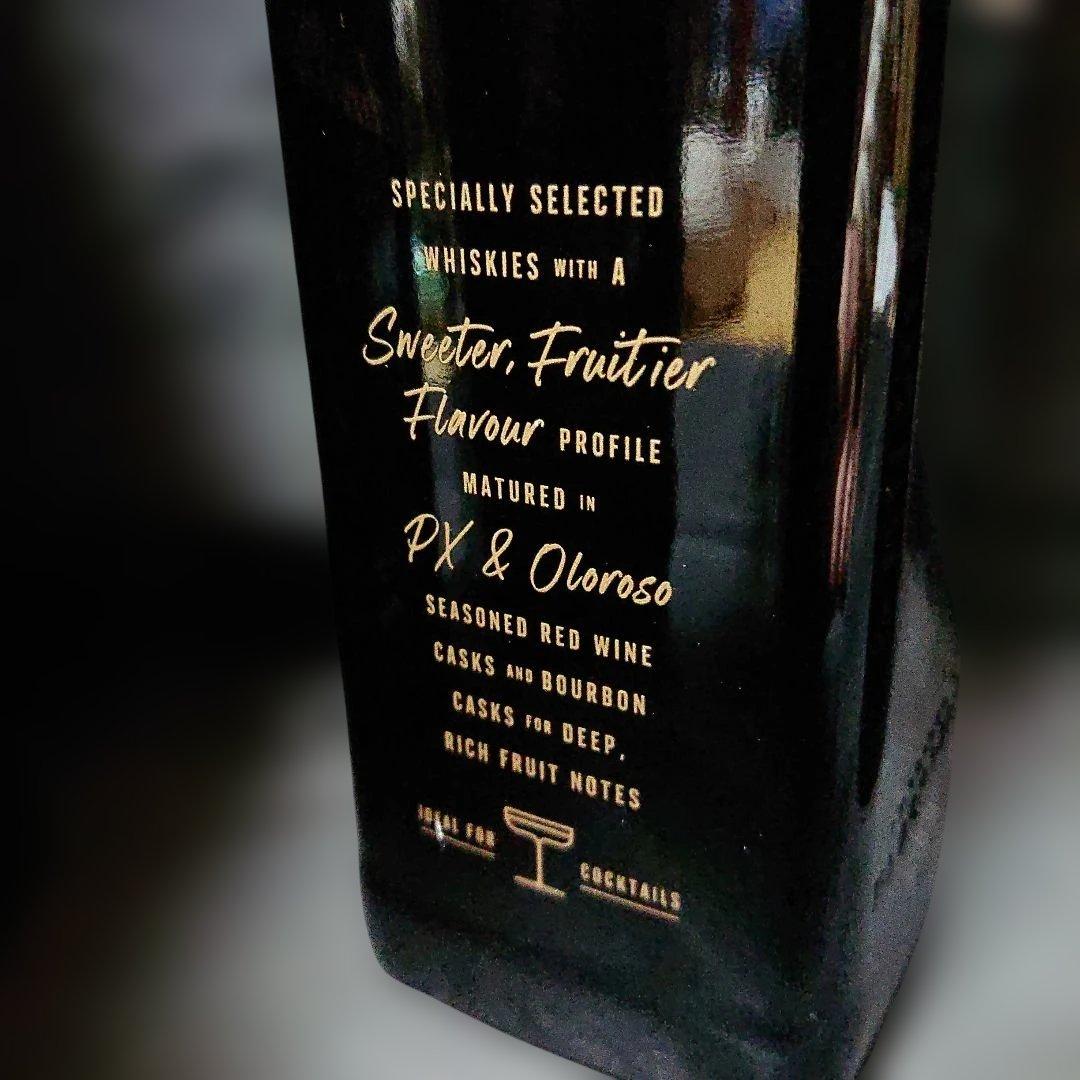 SPECIALLY SELECTED
WHISKIES WITH A
Sweeter, Fruitier
Flavour PROFILE
MATURED IN
PX & Oloroso
SEASONED RED WINE
CASKS AND BOURBON
CASKS FOR DEEP,
RICH FRUIT NOTES
IDEAL FOR COCKTAILS